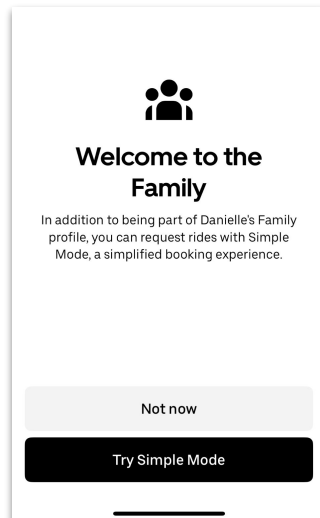 Welcome to the
Family
In addition to being part of Danielle's Family
profile, you can request rides with Simple
Mode, a simplified booking experience.
Not now
Try Simple Mode